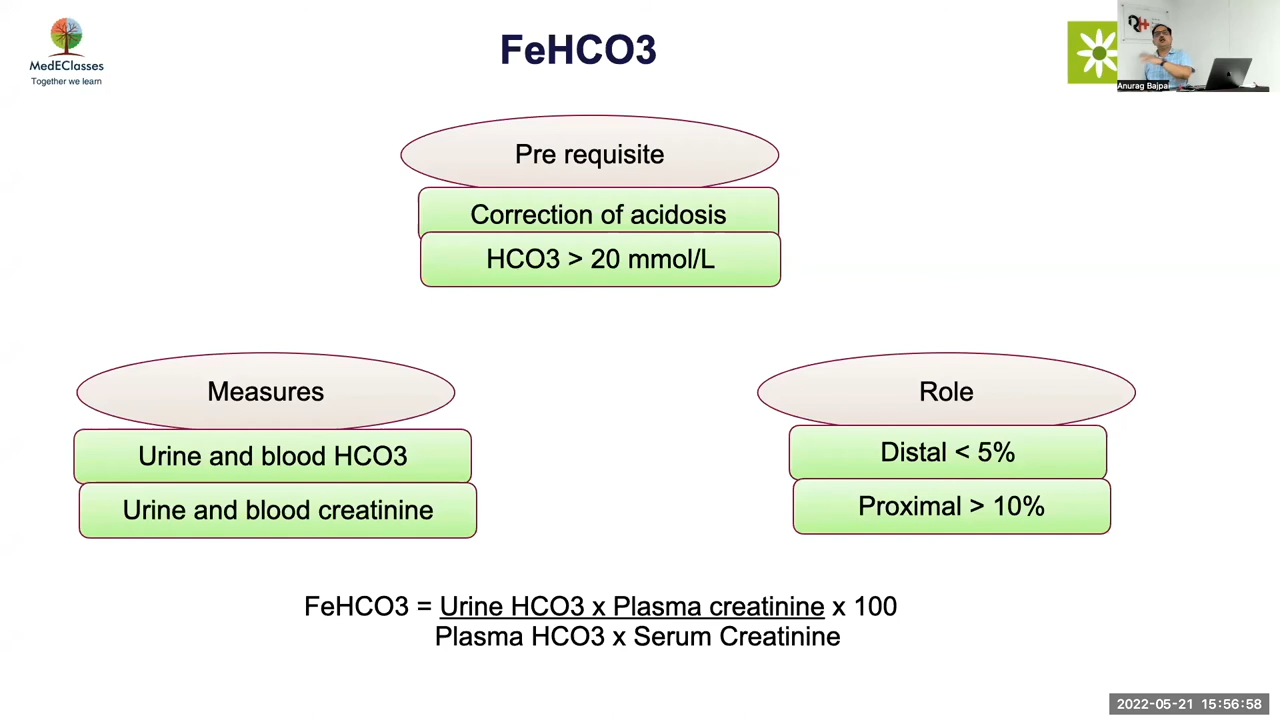 MedEClasses
Together we learn
FeHCO3
Anurag Bajpai
Pre requisite
Correction of acidosis
HCO3 > 20 mmol/L
Measures
Urine and blood HCO3
Urine and blood creatinine
Role
Distal < 5%
Proximal > 10%
FeHCO3 = Urine HCO3 x Plasma creatinine x 100
Plasma HCO3 x Serum Creatinine
2022-05-21 15:56:58